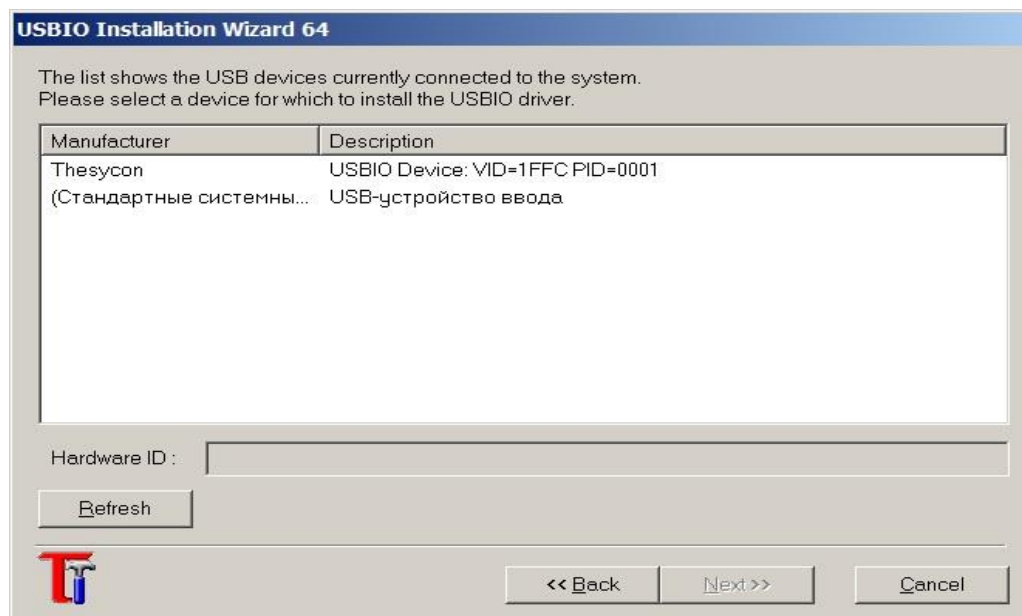 USBIO Installation Wizard 64
The list shows the USB devices currently connected to the system.
Please select a device for which to install the USBIO driver.
Manufacturer Description
Thesycon USBIO Device: VID=1FFC PID=0001
(Стандартные системны... USB-устройство ввода
Hardware ID :
Refresh
<< Back Next >> Cancel